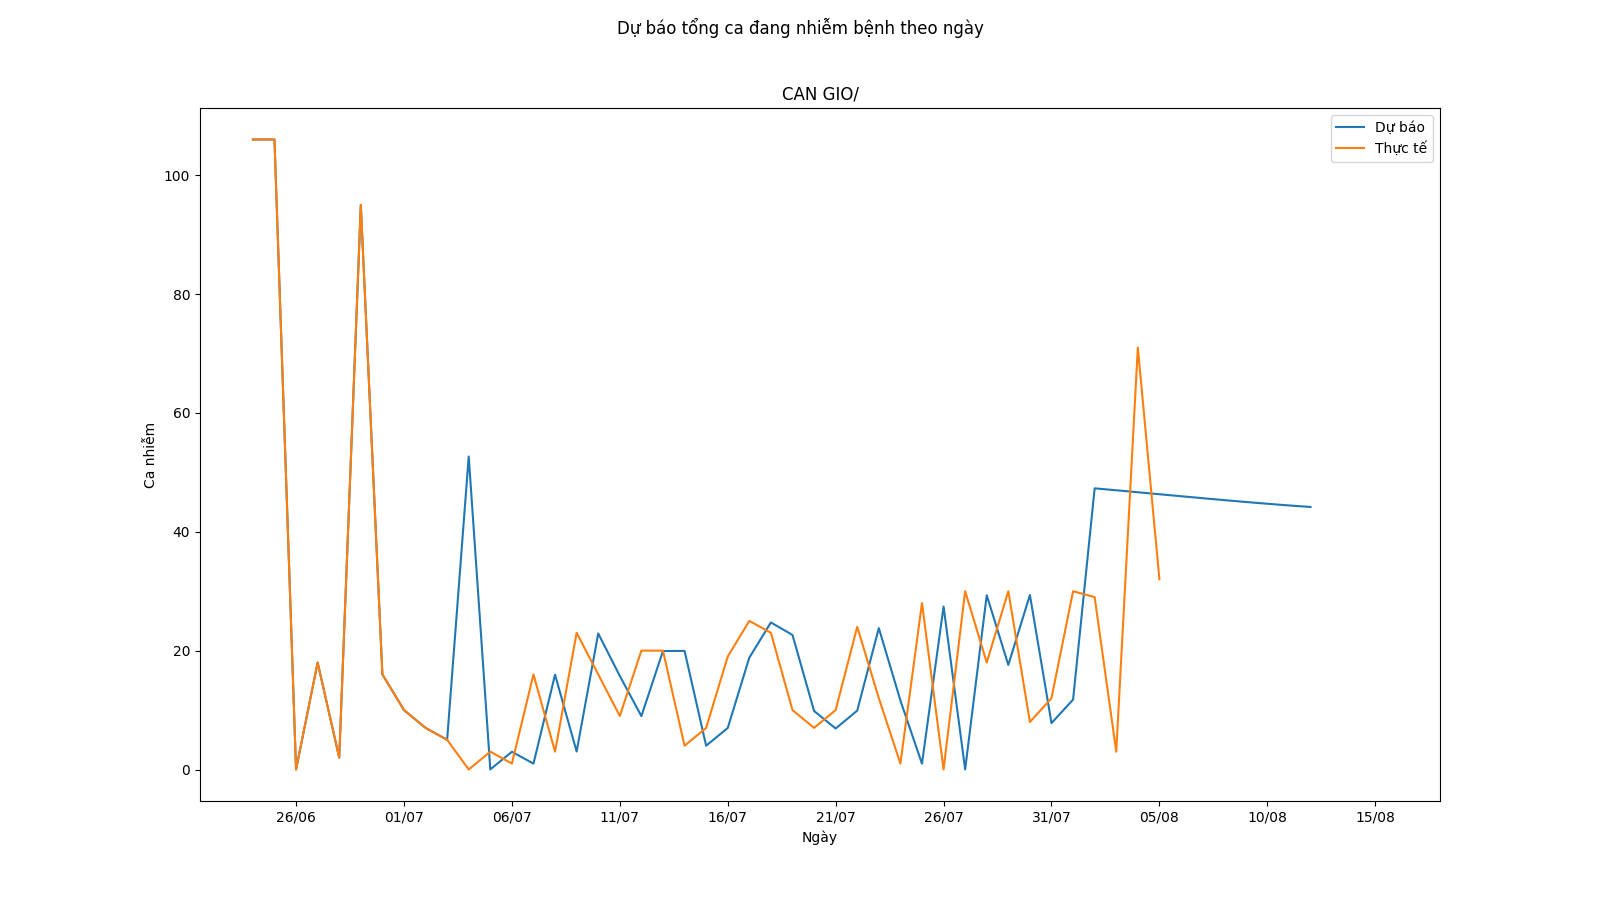 Dự báo tổng ca đang nhiễm bệnh theo ngày
CAN GIO/
Dự báo
Thực tế
100
80
60
40
20
0
Ca nhiễm
26/06 01/07 06/07 11/07 16/07 21/07 26/07 31/07 05/08 10/08 15/08
Ngày